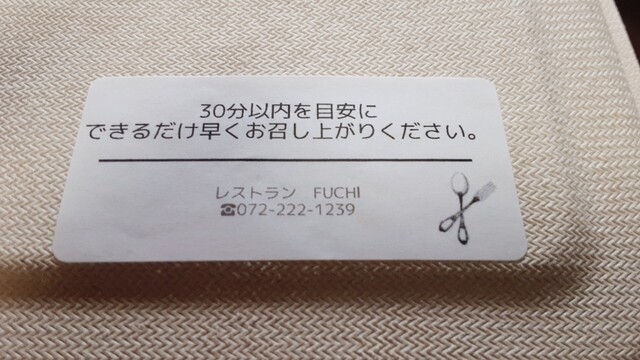 30分以内を目安に
できるだけ早くお召し上がりください。
レストラン　FUCHI
☎072-222-1239